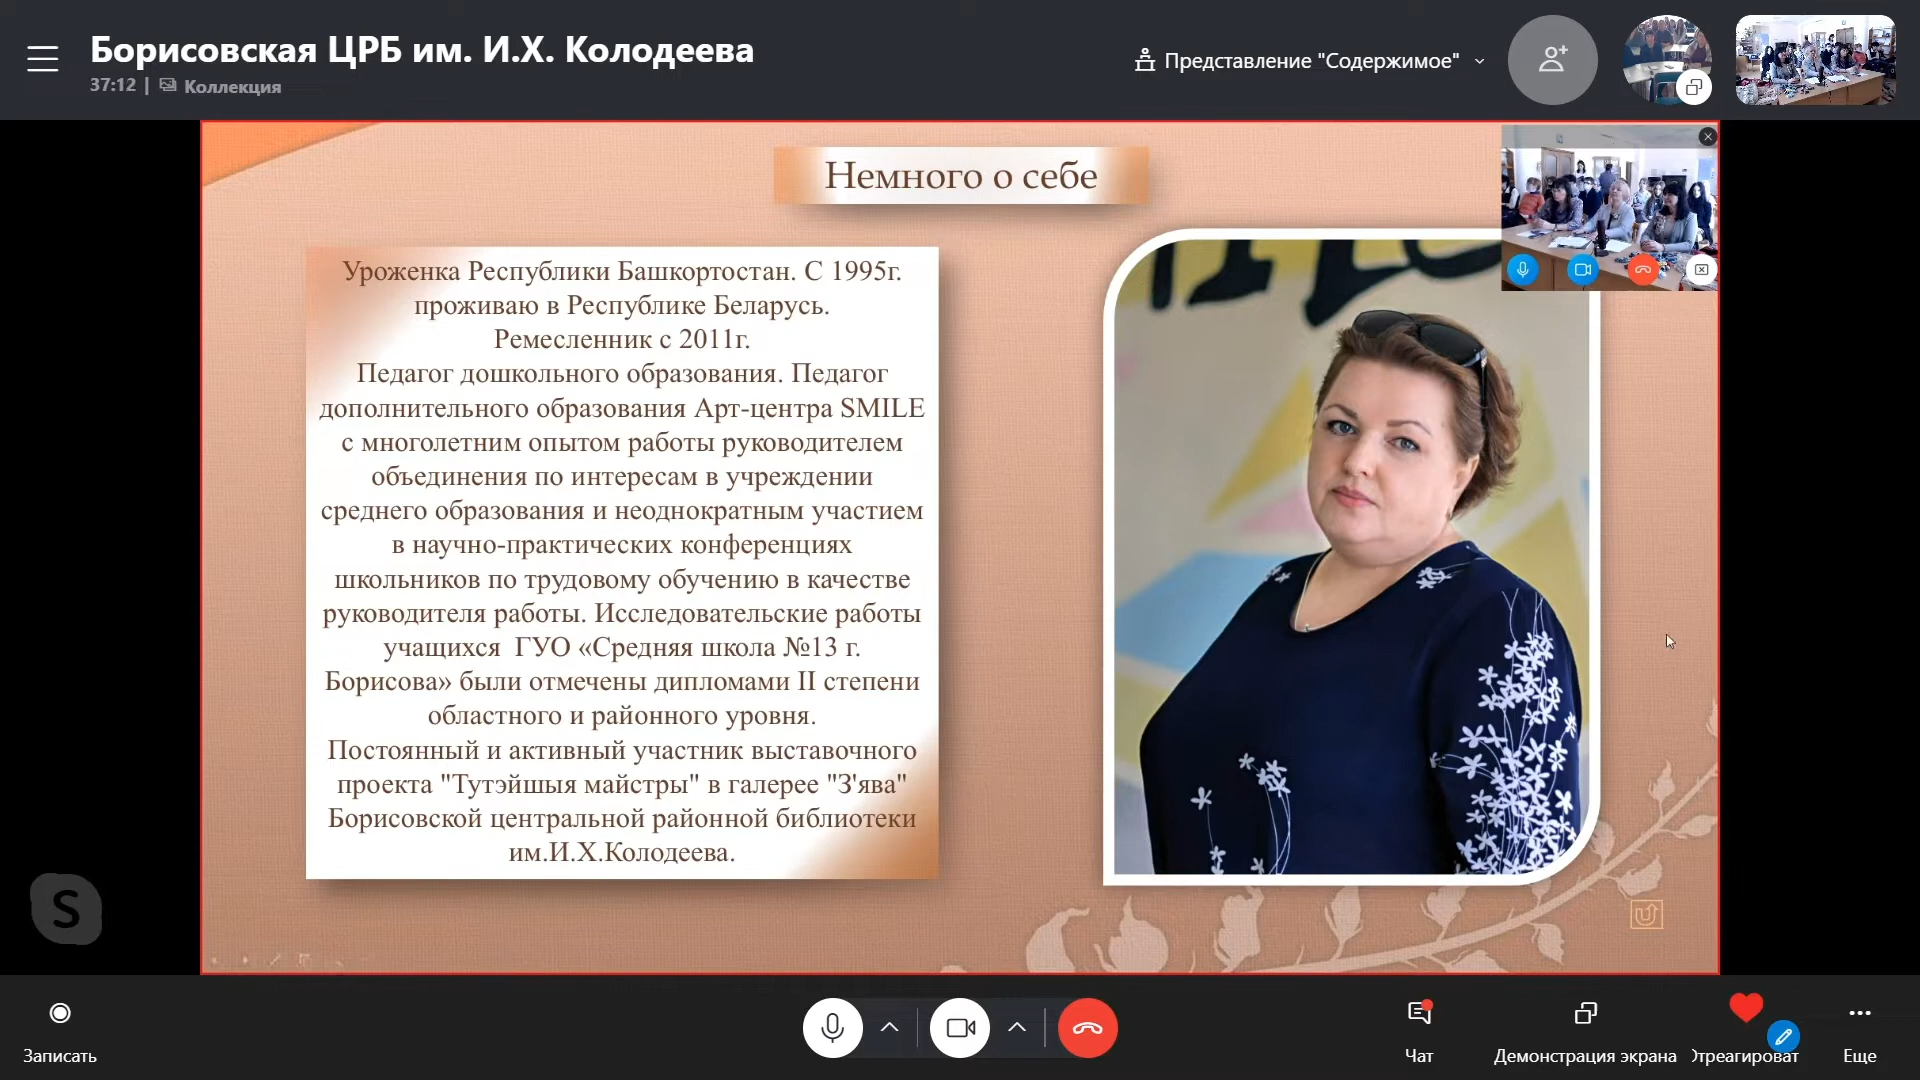 Борисовская ЦРБ им. И.Х. Колодеева
37:12 | Коллекция
Представление "Содержимое"
Немного о себе
Уроженка Республики Башкортостан. С 1995г.
проживаю в Республике Беларусь.
Ремесленник с 2011г.
Педагог дошкольного образования. Педагог
дополнительного образования Арт-центра SMILE
с многолетним опытом работы руководителем
объединения по интересам в учреждении
среднего образования и неоднократным участием
в научно-практических конференциях
школьников по трудовому обучению в качестве
руководителя работы. Исследовательские работы
учащихся ГУО «Средняя школа №13 г.
Борисова» были отмечены дипломами II степени
областного и районного уровня.
Постоянный и активный участник выставочного
проекта "Тутэйшыя майстры" в галерее "З'ява"
Борисовской центральной районной библиотеки
им.И.Х.Колодеева.
S
Записать
Чат
Демонстрация экрана
Отреагироват
Еще